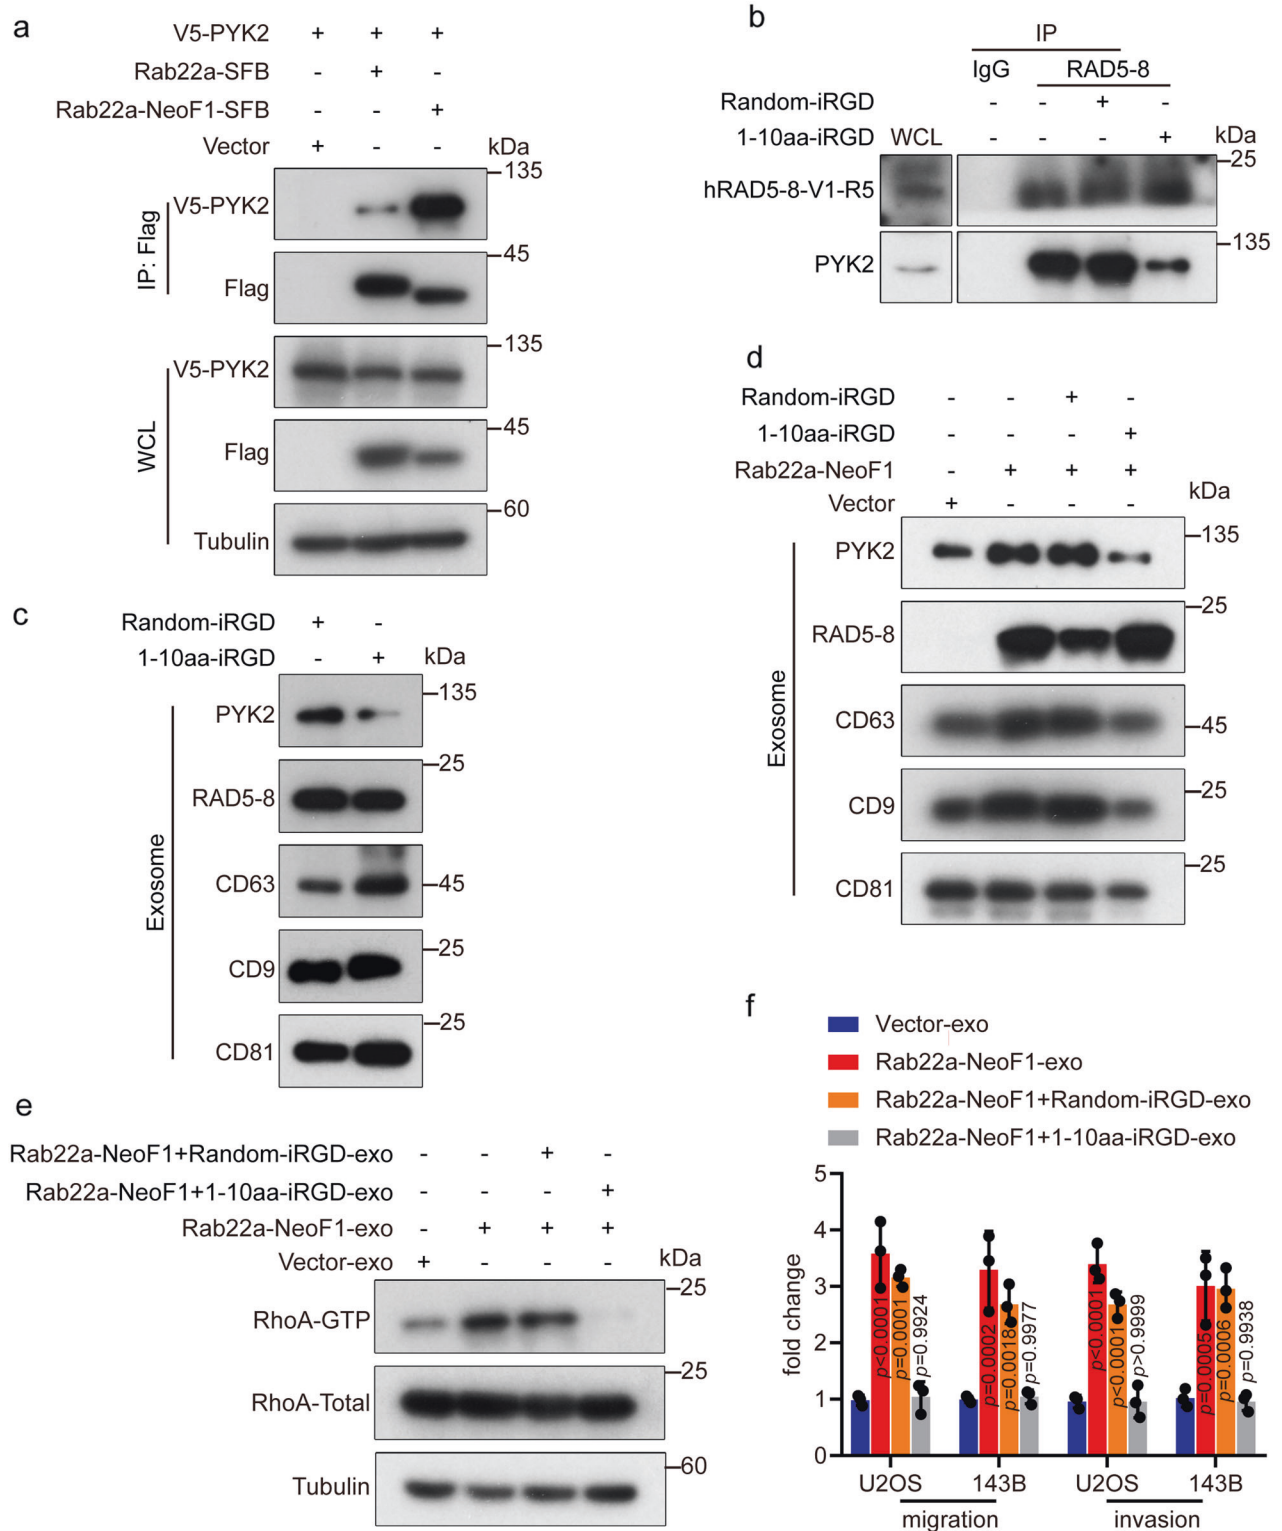 a
V5-PYK2 + + +
Rab22a-SFB - + -
Rab22a-NeoF1-SFB - - +
Vector + - - kDa
IP: Flag
V5-PYK2 135
Flag 45
WCL
V5-PYK2 135
Flag 45
Tubulin 60
b
IP
IgG RAD5-8
Random-iRGD - - + -
1-10aa-iRGD WCL - - - + kDa
hRAD5-8-V1-R5 25
PYK2 135
c
Random-iRGD + -
1-10aa-iRGD - + kDa
Exosome
PYK2 135
RAD5-8 25
CD63 45
CD9 25
CD81 25
d
Random-iRGD - - + -
1-10aa-iRGD - - - +
Rab22a-NeoF1 - + + +
Vector + - - - kDa
Exosome
PYK2 135
RAD5-8 25
CD63 45
CD9 25
CD81 25
e
Rab22a-NeoF1+Random-iRGD-exo - - + -
Rab22a-NeoF1+1-10aa-iRGD-exo - - - +
Rab22a-NeoF1-exo - + + +
Vector-exo + - - - kDa
RhoA-GTP 25
RhoA-Total 25
Tubulin 60
f
Vector-exo
Rab22a-NeoF1-exo
Rab22a-NeoF1+Random-iRGD-exo
Rab22a-NeoF1+1-10aa-iRGD-exo
fold change
5
4
3
2
1
0
p<0.0001
p=0.0001
p=0.9924
p=0.0002
p=0.0018
p=0.9977
p<0.0001
p<0.0001
p>0.9999
p=0.0005
p=0.0006
p=0.9938
U2OS 143B U2OS 143B
migration invasion